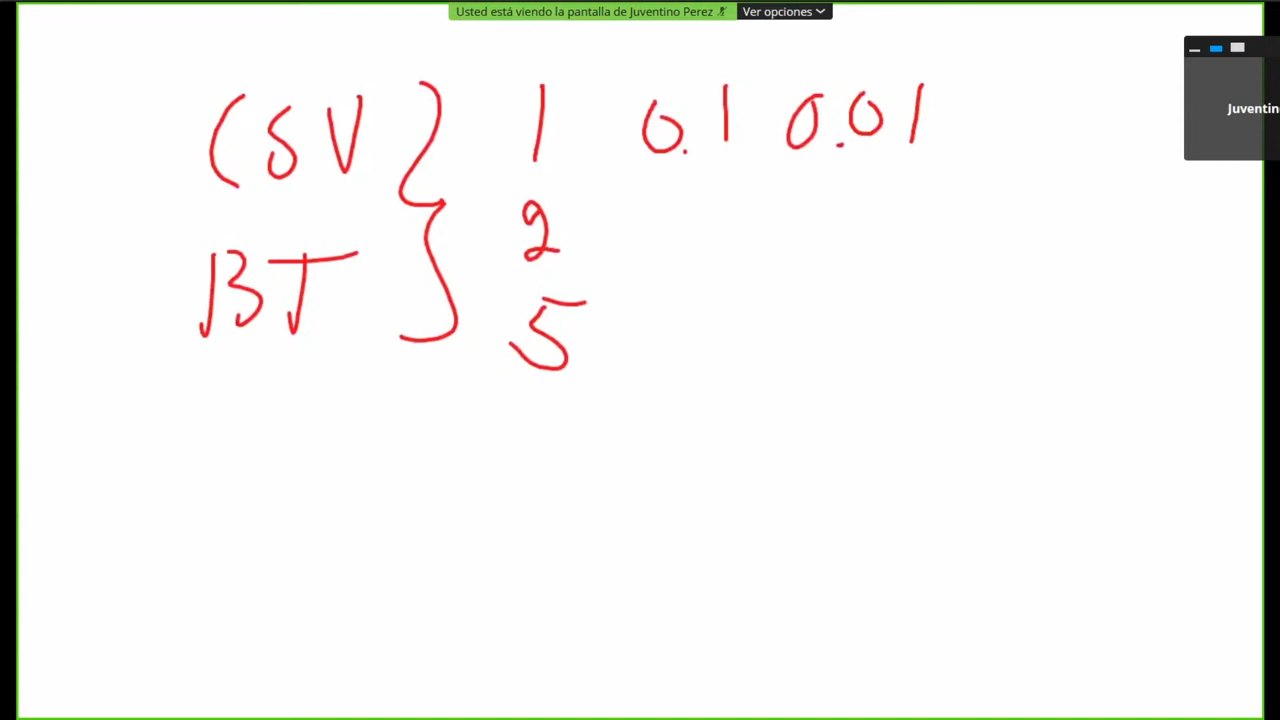 Usted está viendo la pantalla de Juventino Perez
Ver opciones
Juventin
CSV } 1 0.1 0.01
2
BT
5